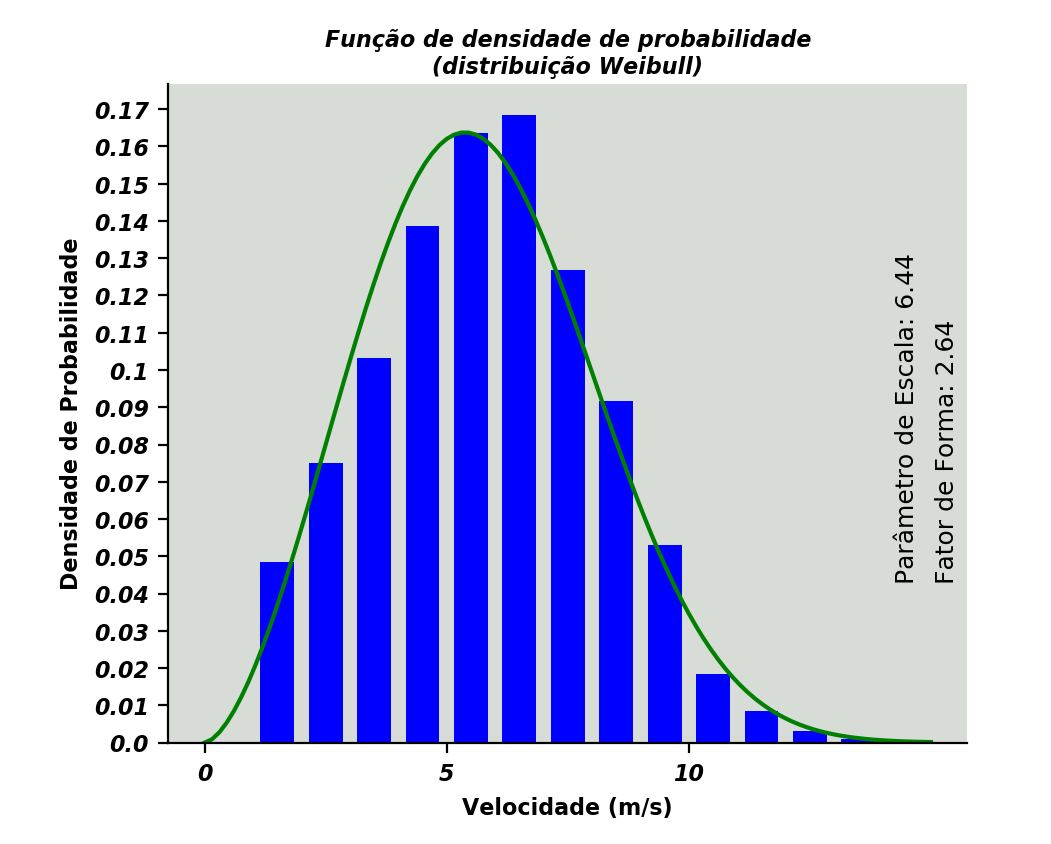 Função de densidade de probabilidade
(distribuição Weibull)
Densidade de Probabilidade
0.17
0.16
0.15
0.14
0.13
0.12
0.11
0.1
0.09
0.08
0.07
0.06
0.05
0.04
0.03
0.02
0.01
0.0
Parâmetro de Escala: 6.44
Fator de Forma: 2.64
0 5 10
Velocidade (m/s)